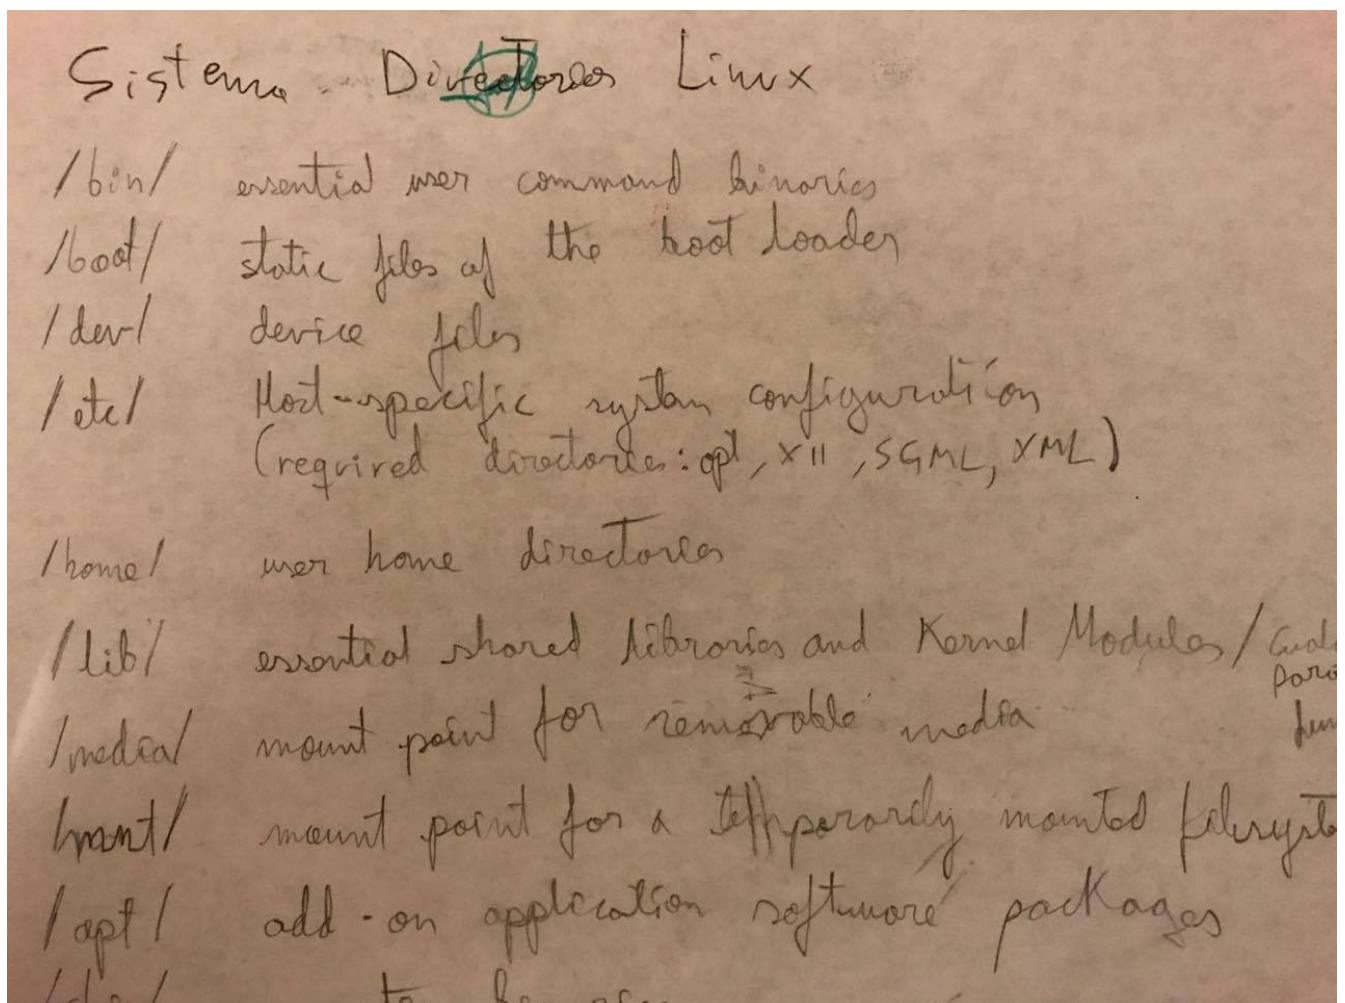 Sistema Directories Linux
/bin/ essential user command binaries
/boot/ static files of the boot loader
/dev/ device files
/etc/ Host-specific system configuration
(required directories: opt, X11, SGML, XML)
/home/ user home directories
/lib/ essential shared libraries and Kernel Modules /
/media/ mount point for removable media
/mnt/ mount point for a temporarily mounted filesyste
/opt/ add-on application software packages